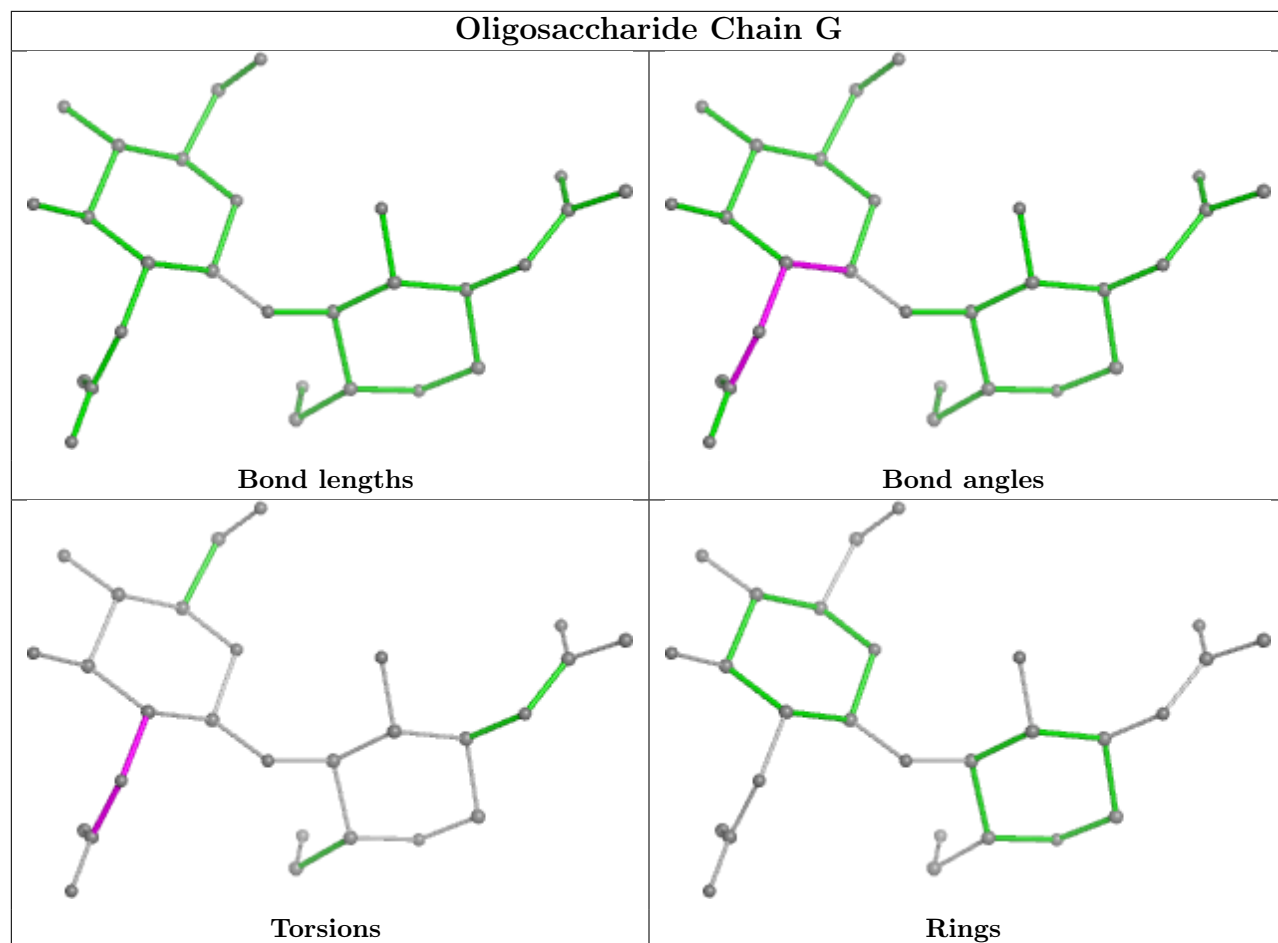 Oligosaccharide Chain G
Bond lengths
Bond angles
Torsions
Rings